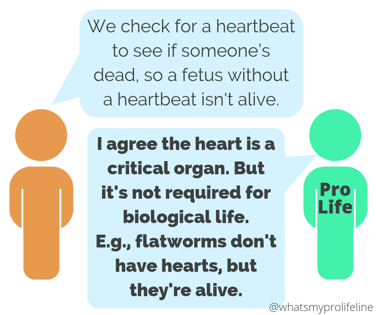 We check for a heartbeat
to see if someone's
dead, so a fetus without
a heartbeat isn't alive.
I agree the heart is a
critical organ. But
it's not required for
biological life.
E.g., flatworms don't
have hearts, but
they're alive.
Pro
Life
@whatsmyprolifeline